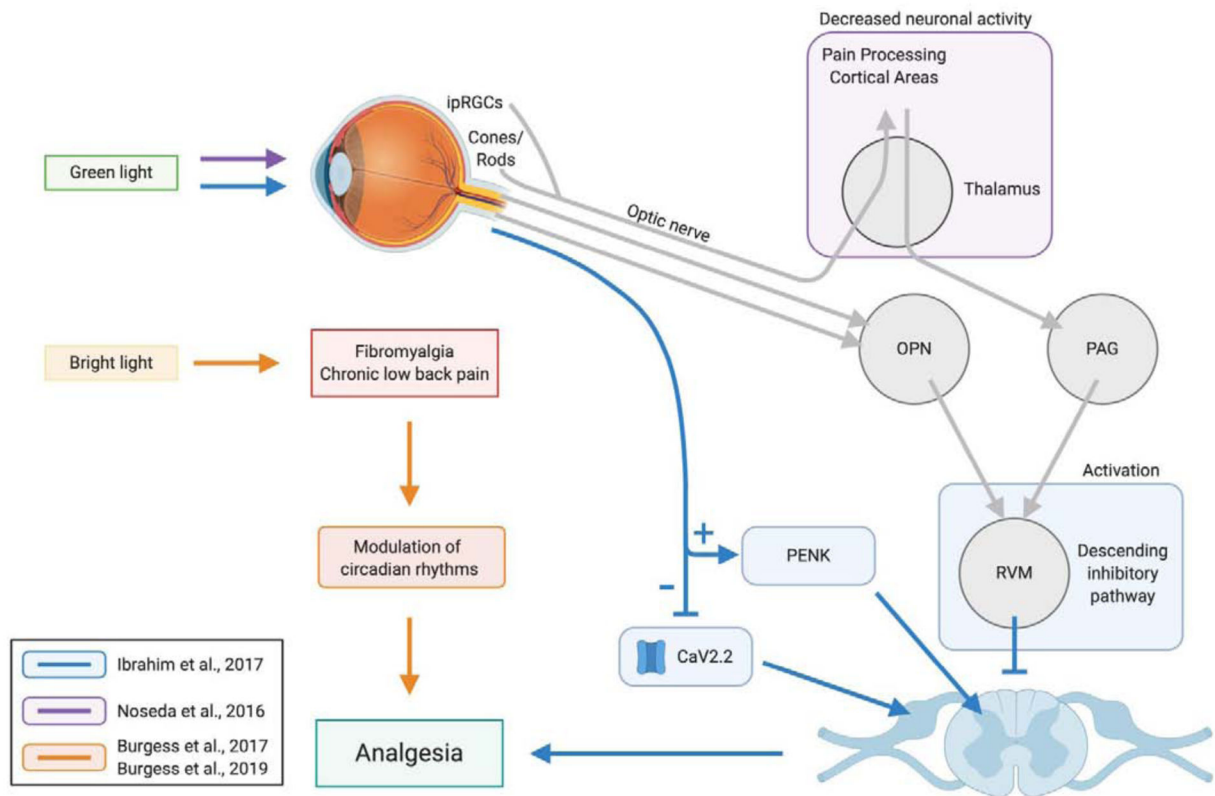 Decreased neuronal activity
Pain Processing
Cortical Areas
ipRGCs
Cones/
Rods
Green light
Thalamus
Optic nerve
Bright light
Fibromyalgia
Chronic low back pain
OPN
PAG
Activation
Modulation of
circadian rhythms
+
PENK
RVM
Descending
inhibitory
pathway
-
CaV2.2
Ibrahim et al., 2017
Noseda et al., 2016
Burgess et al., 2017
Burgess et al., 2019
Analgesia